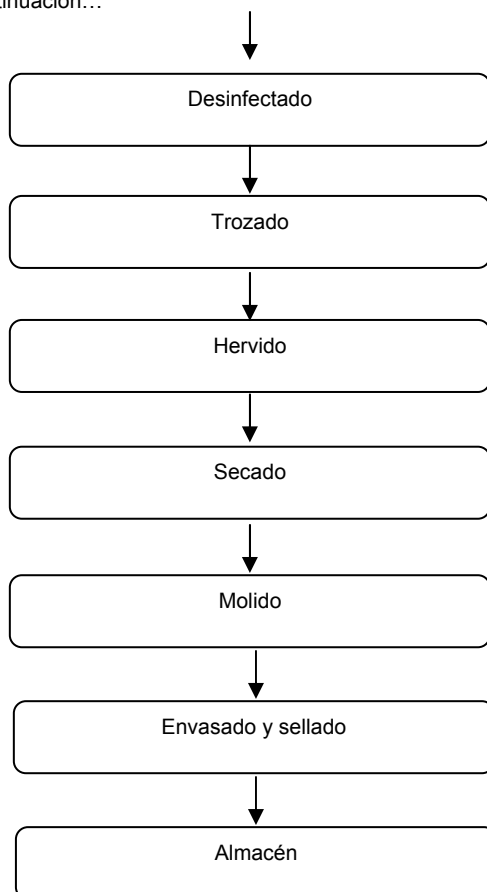 Desinfectado
Trozado
Hervido
Secado
Molido
Envasado y sellado
Almacén